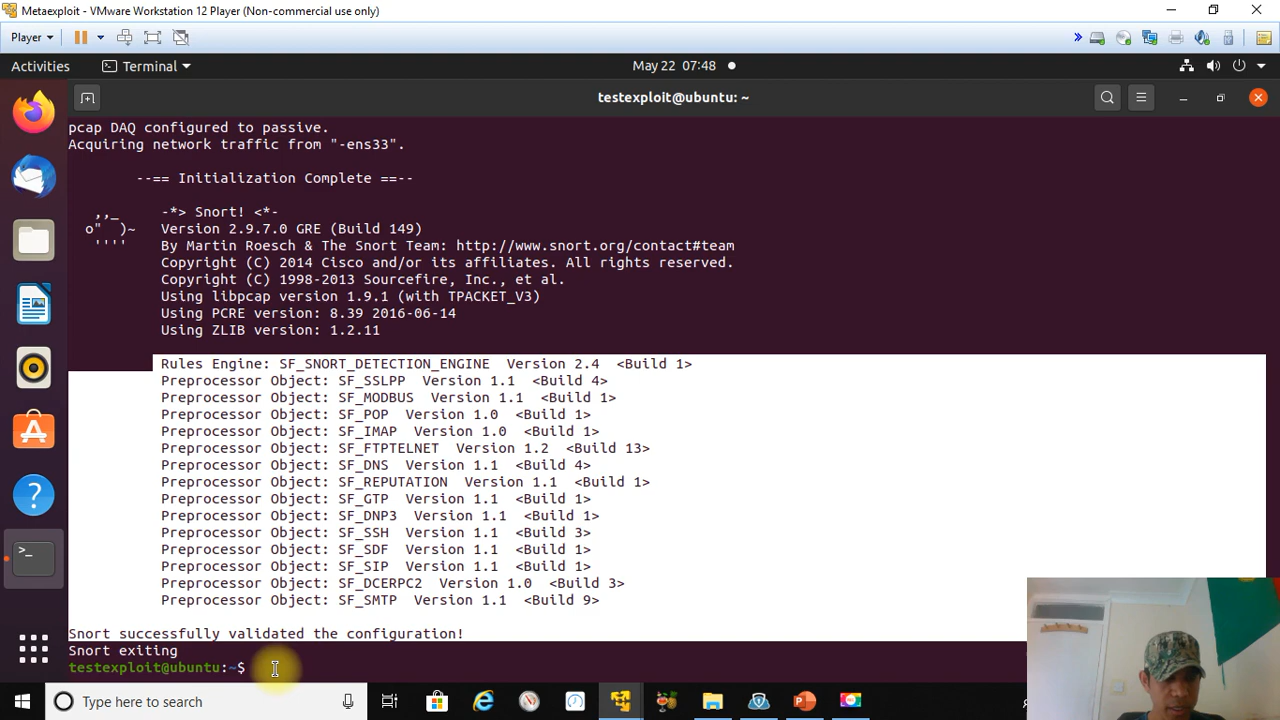 Metaexploit - VMware Workstation 12 Player (Non-commercial use only)
Player
Activities
Terminal
May 22 07:48
testexploit@ubuntu: ~
pcap DAQ configured to passive.
Acquiring network traffic from "-ens33".
--== Initialization Complete ==--
,,_ -*> Snort! <*-
o" )~ Version 2.9.7.0 GRE (Build 149)
'''' By Martin Roesch & The Snort Team: http://www.snort.org/contact#team
Copyright (C) 2014 Cisco and/or its affiliates. All rights reserved.
Copyright (C) 1998-2013 Sourcefire, Inc., et al.
Using libpcap version 1.9.1 (with TPACKET_V3)
Using PCRE version: 8.39 2016-06-14
Using ZLIB version: 1.2.11
Rules Engine: SF_SNORT_DETECTION_ENGINE Version 2.4 <Build 1>
Preprocessor Object: SF_SSLPP Version 1.1 <Build 4>
Preprocessor Object: SF_MODBUS Version 1.1 <Build 1>
Preprocessor Object: SF_POP Version 1.0 <Build 1>
Preprocessor Object: SF_IMAP Version 1.0 <Build 1>
Preprocessor Object: SF_FTPTELNET Version 1.2 <Build 13>
Preprocessor Object: SF_DNS Version 1.1 <Build 4>
Preprocessor Object: SF_REPUTATION Version 1.1 <Build 1>
Preprocessor Object: SF_GTP Version 1.1 <Build 1>
Preprocessor Object: SF_DNP3 Version 1.1 <Build 1>
Preprocessor Object: SF_SSH Version 1.1 <Build 3>
Preprocessor Object: SF_SDF Version 1.1 <Build 1>
Preprocessor Object: SF_SIP Version 1.1 <Build 1>
Preprocessor Object: SF_DCERPC2 Version 1.0 <Build 3>
Preprocessor Object: SF_SMTP Version 1.1 <Build 9>
Snort successfully validated the configuration!
Snort exiting
testexploit@ubuntu:~$
Type here to search